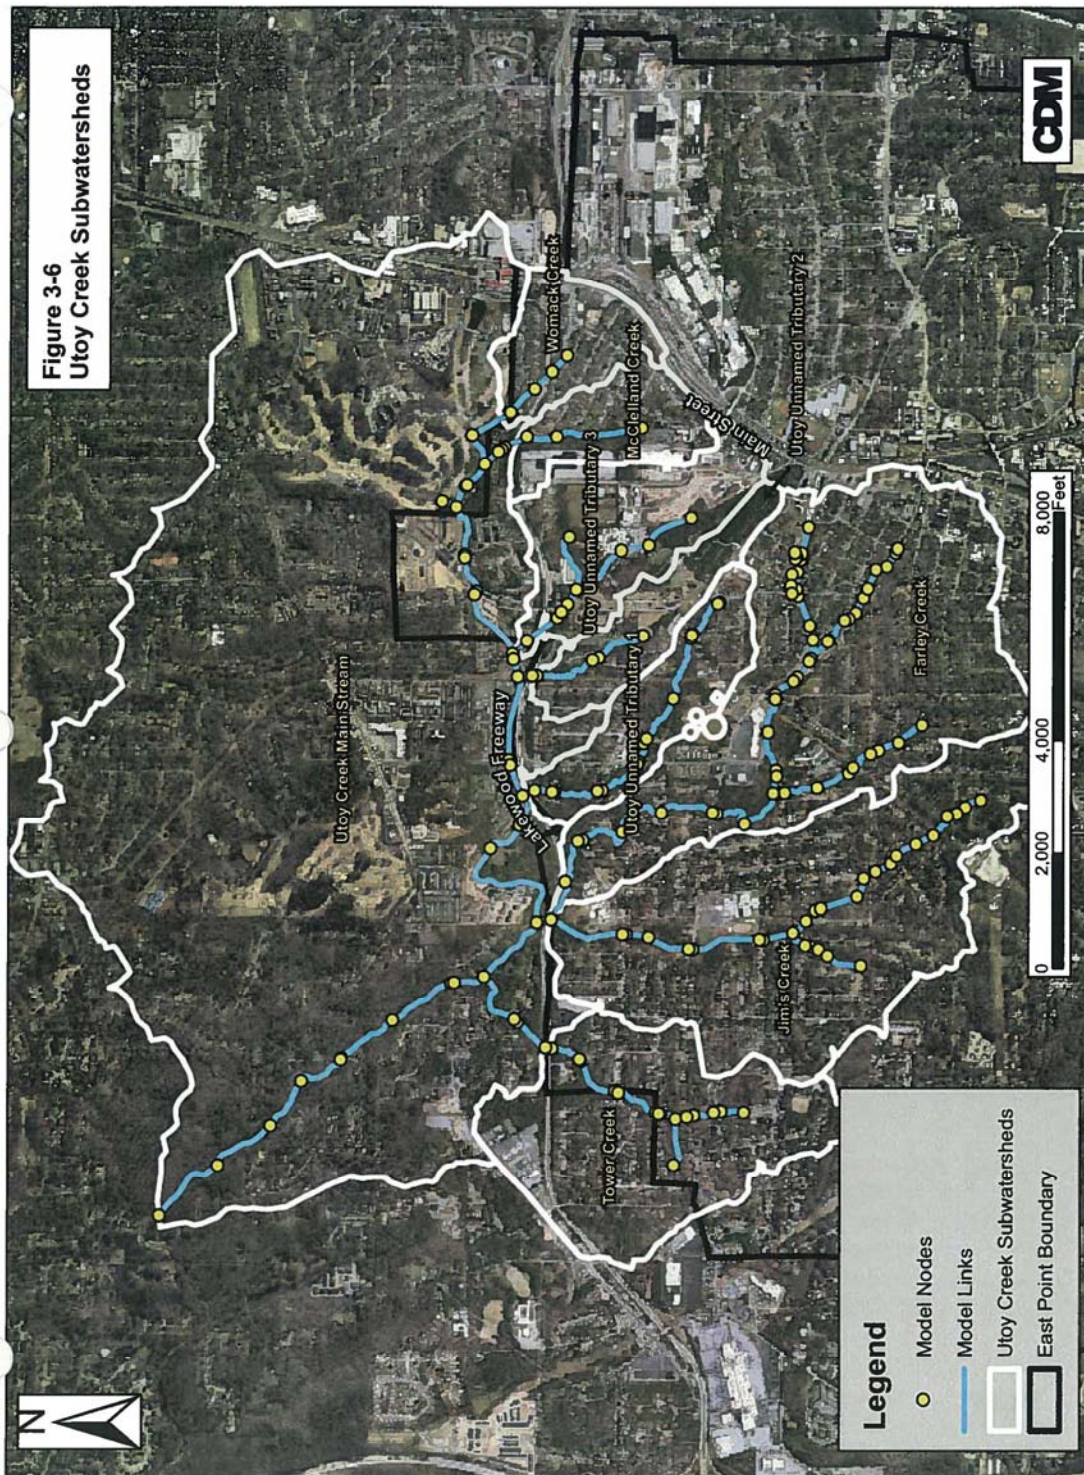 Figure 3-6
Utoy Creek Subwatersheds
N
Womack Creek
McClelland Creek
Main Street
Utoy Unnamed Tributary 2
Utoy Unnamed Tributary 3
Utoy Creek Main Stream
Lakewood Freeway
Utoy Unnamed Tributary 1
Farley Creek
Jim's Creek
Tower Creek
0 2,000 4,000 8,000
Feet
Legend
Model Nodes
Model Links
Utoy Creek Subwatersheds
East Point Boundary
CDM